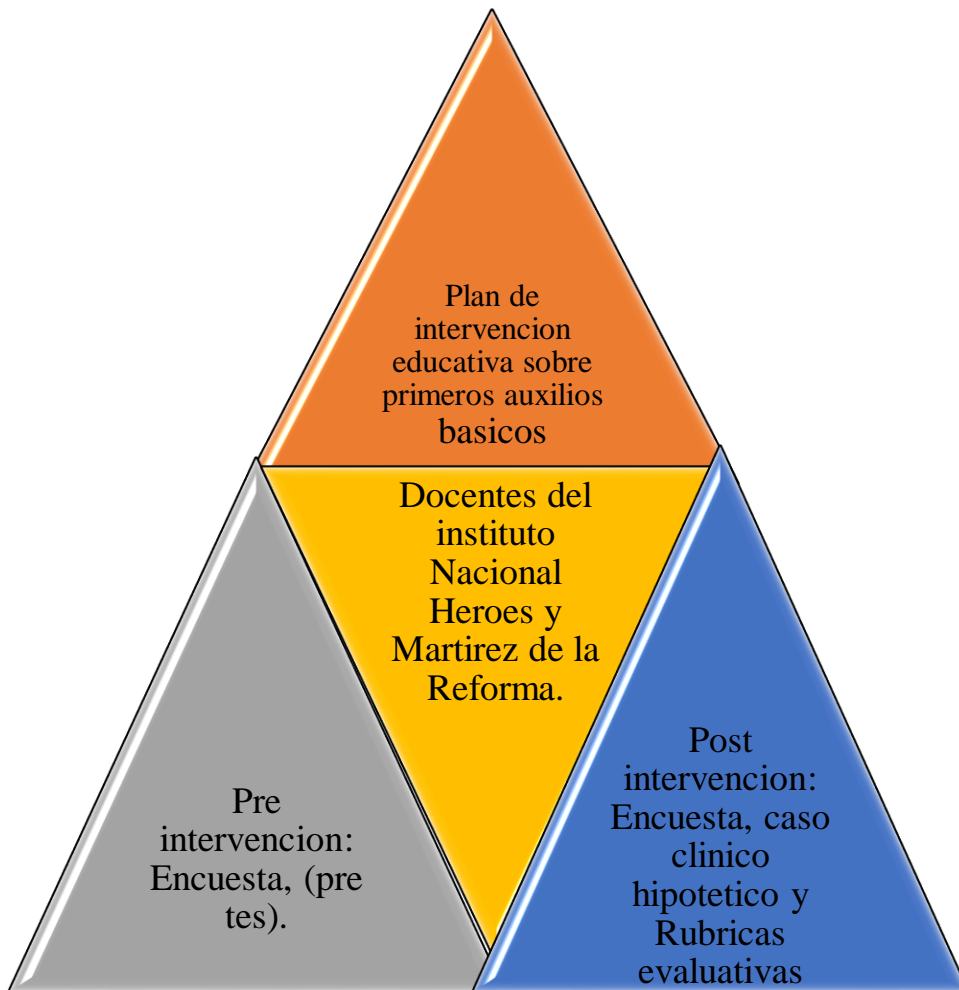 Plan de
intervencion
educativa sobre
primeros auxilios
basicos
Docentes del
instituto
Nacional
Heroes y
Martirez de la
Reforma.
Pre
intervencion:
Encuesta, (pre
tes).
Post
intervencion:
Encuesta, caso
clinico
hipotetico y
Rubricas
evaluativas